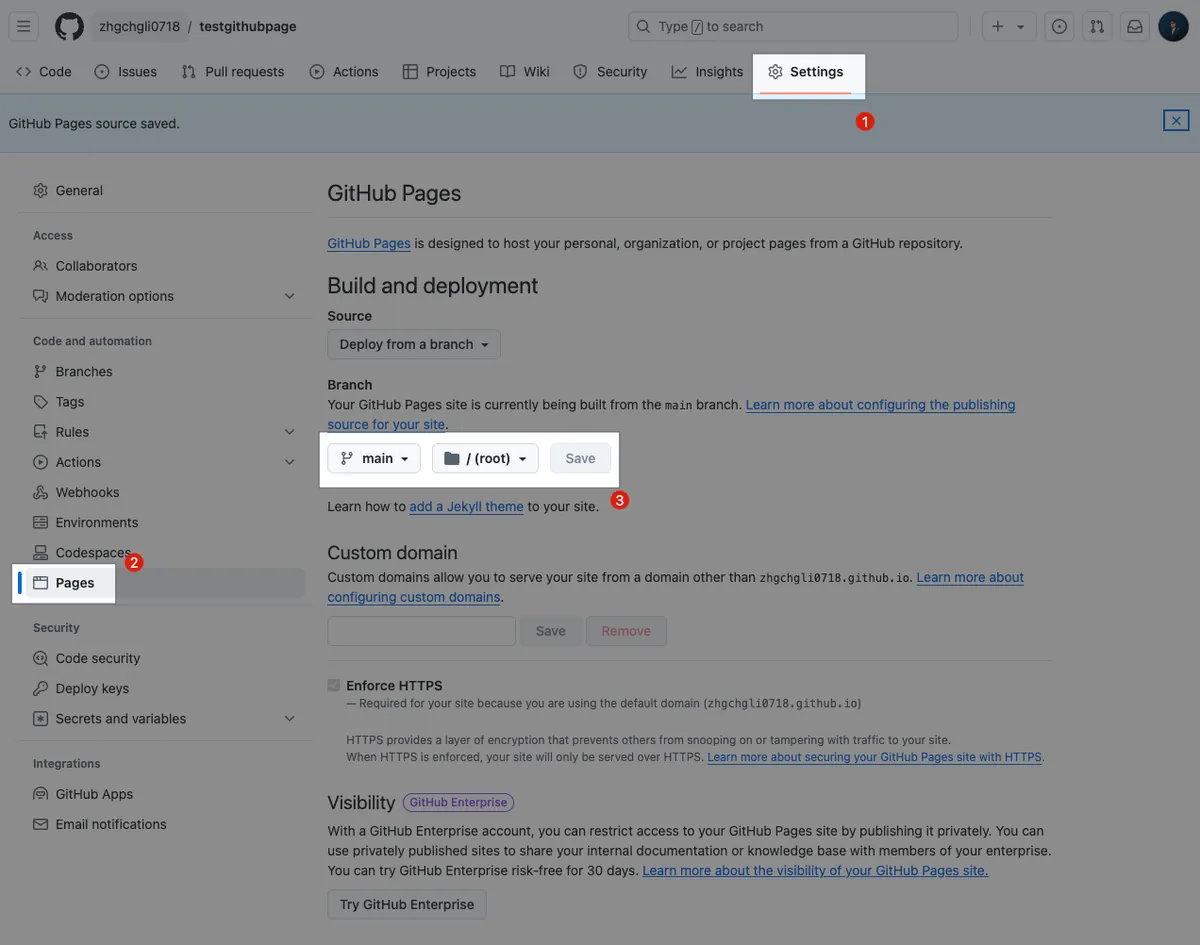 zhgchgli0718 / testgithubpage
Type / to search
Code Issues Pull requests Actions Projects Wiki Security Insights Settings
1
GitHub Pages source saved.
General
Access
Collaborators
Moderation options
Code and automation
Branches
Tags
Rules
Actions
Webhooks
Environments
Codespaces
2
Pages
Security
Code security
Deploy keys
Secrets and variables
Integrations
GitHub Apps
Email notifications
GitHub Pages
GitHub Pages is designed to host your personal, organization, or project pages from a GitHub repository.
Build and deployment
Source
Deploy from a branch
Branch
Your GitHub Pages site is currently being built from the main branch. Learn more about configuring the publishing
source for your site.
main / (root) Save
3
Learn how to add a Jekyll theme to your site.
Custom domain
Custom domains allow you to serve your site from a domain other than zhgchgli0718.github.io. Learn more about
configuring custom domains.
Save Remove
Enforce HTTPS
— Required for your site because you are using the default domain (zhgchgli0718.github.io)
HTTPS provides a layer of encryption that prevents others from snooping on or tampering with traffic to your site.
When HTTPS is enforced, your site will only be served over HTTPS. Learn more about securing your GitHub Pages site with HTTPS.
Visibility GitHub Enterprise
With a GitHub Enterprise account, you can restrict access to your GitHub Pages site by publishing it privately. You can
use privately published sites to share your internal documentation or knowledge base with members of your enterprise.
You can try GitHub Enterprise risk-free for 30 days. Learn more about the visibility of your GitHub Pages site.
Try GitHub Enterprise